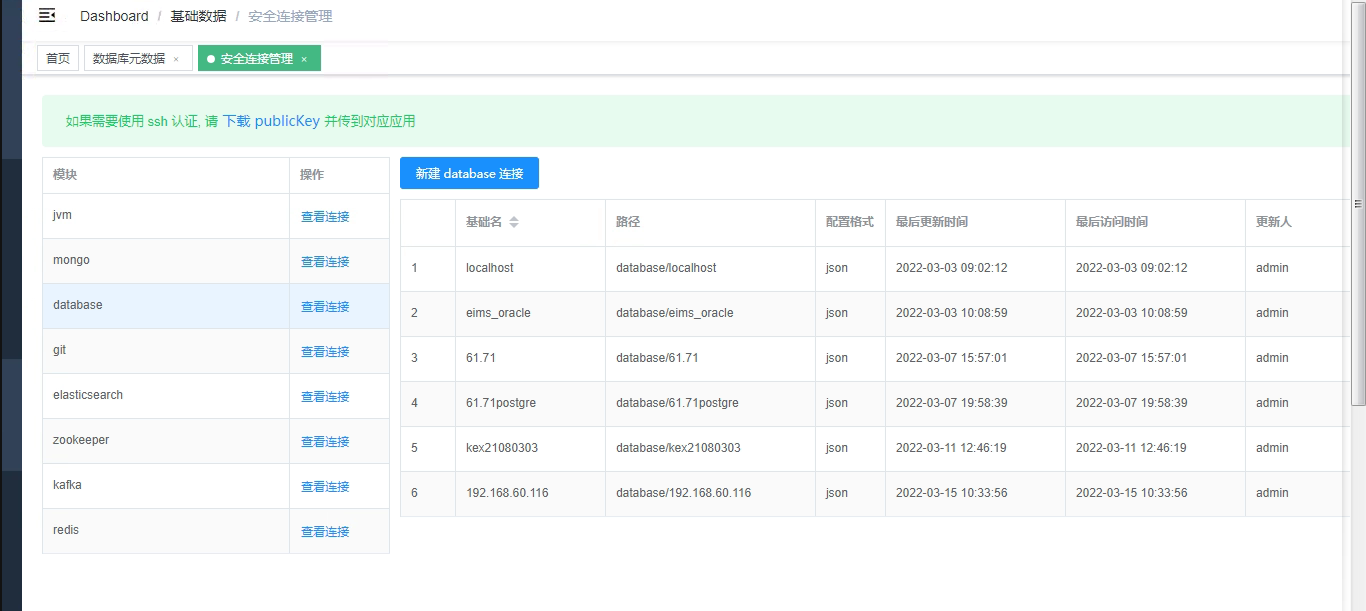 Dashboard / 基础数据 / 安全连接管理
首页 数据库元数据 × 安全连接管理 ×
如果需要使用 ssh 认证, 请 下载 publicKey 并传到对应应用
模块 操作
jvm 查看连接
mongo 查看连接
database 查看连接
git 查看连接
elasticsearch 查看连接
zookeeper 查看连接
kafka 查看连接
redis 查看连接
新建 database 连接
基础名 路径 配置格式 最后更新时间 最后访问时间 更新人
1 localhost database/localhost json 2022-03-03 09:02:12 2022-03-03 09:02:12 admin
2 eims_oracle database/eims_oracle json 2022-03-03 10:08:59 2022-03-03 10:08:59 admin
3 61.71 database/61.71 json 2022-03-07 15:57:01 2022-03-07 15:57:01 admin
4 61.71postgre database/61.71postgre json 2022-03-07 19:58:39 2022-03-07 19:58:39 admin
5 kex21080303 database/kex21080303 json 2022-03-11 12:46:19 2022-03-11 12:46:19 admin
6 192.168.60.116 database/192.168.60.116 json 2022-03-15 10:33:56 2022-03-15 10:33:56 admin